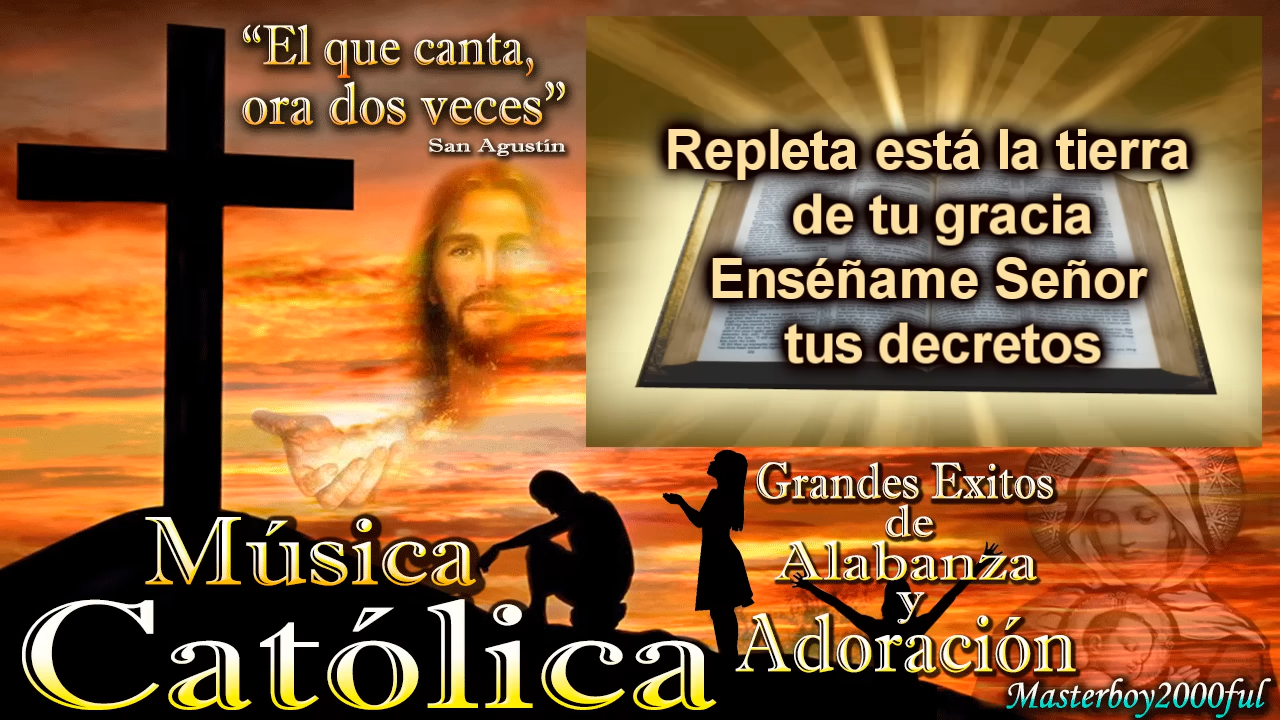 “El que canta,
ora dos veces”
San Agustín
Repleta está la tierra
de tu gracia
Enséñame Señor
tus decretos
Música
Católica
Grandes Exitos
de
Alabanza
y
Adoración
Masterboy2000ful